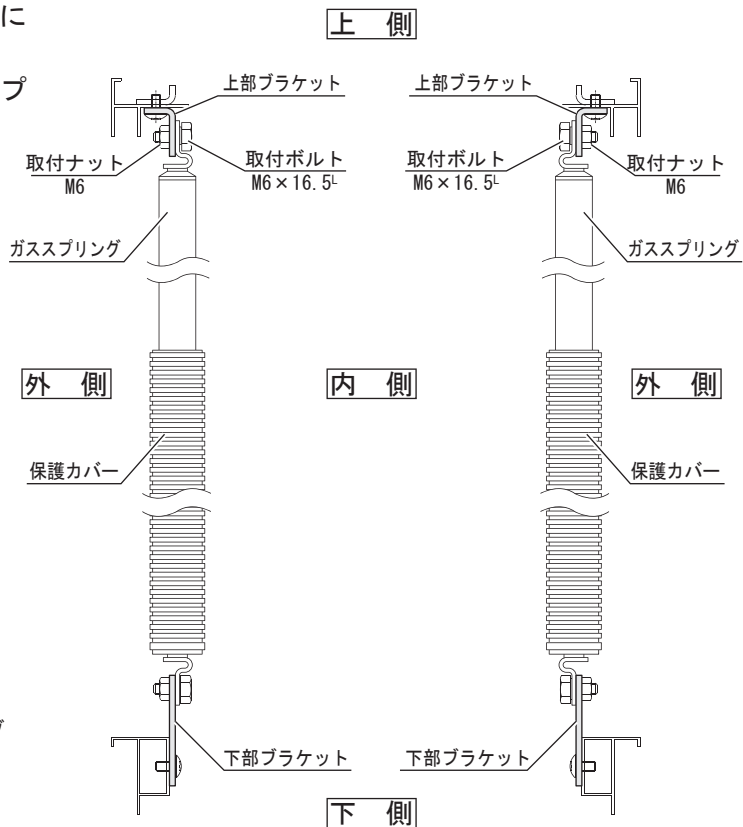 に
上 側
プ
上部ブラケット
上部ブラケット
取付ナット
M6
取付ボルト
M6×16.5L
取付ボルト
M6×16.5L
取付ナット
M6
ガススプリング
ガススプリング
外 側
内 側
外 側
保護カバー
保護カバー
下部ブラケット
下部ブラケット
下 側